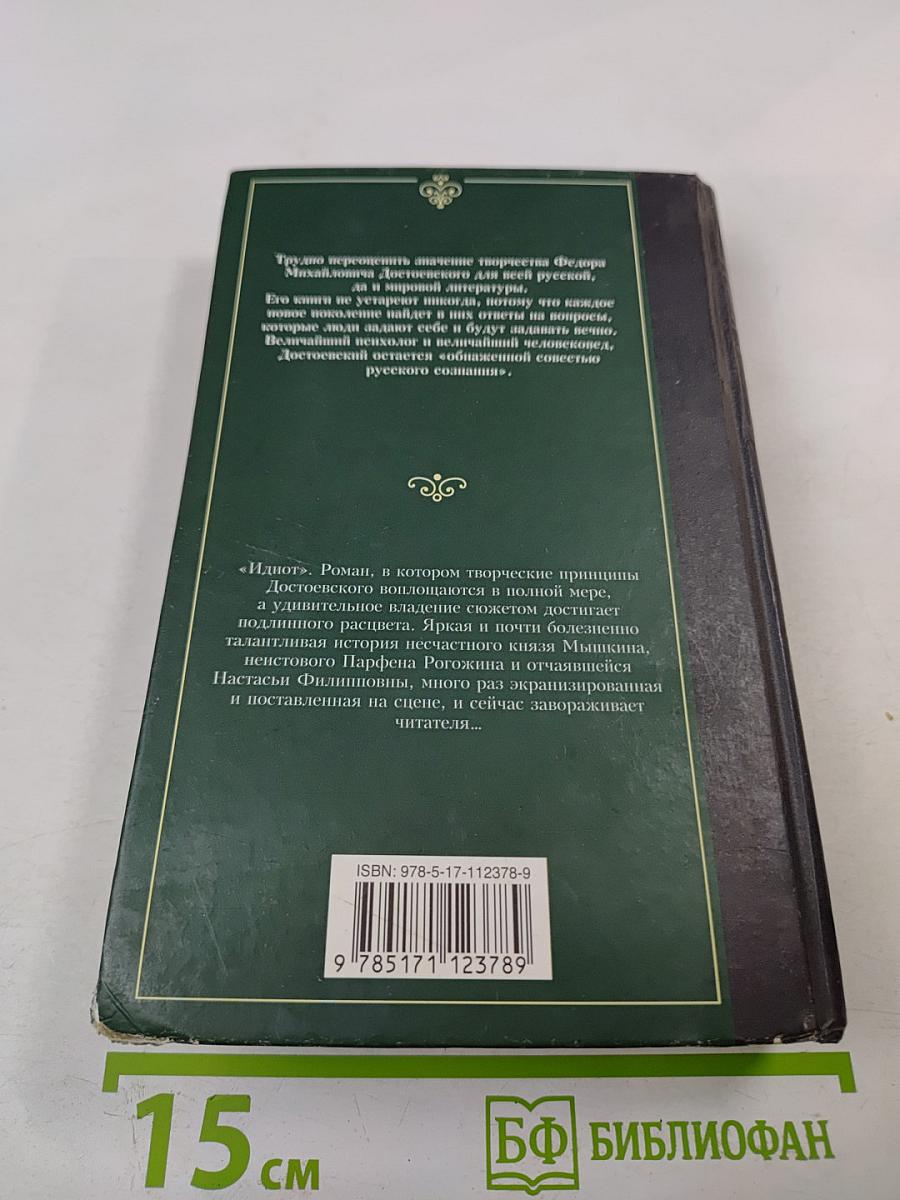 Трудно переоценить значение творчества Федора
Михайловича Достоевского для всей русской,
да и мировой литературы.
Его книги не устареют никогда, потому что каждое
новое поколение найдет в них ответы на вопросы,
которые люди задают себе и будут задавать вечно.
Величайший психолог и величайший человековед,
Достоевский остается «обнаженной совестью
русского сознания».
«Идиот». Роман, в котором творческие принципы
Достоевского воплощаются в полной мере,
а удивительное владение сюжетом достигает
подлинного расцвета. Яркая и почти болезненно
талантливая история несчастного князя Мышкина,
неистового Парфена Рогожина и отчаявшейся
Настасьи Филипповны, много раз экранизированная
и поставленная на сцене, и сейчас завораживает
читателя...
ISBN: 978-5-17-112378-9
9 785171 123789
15 см
БФ БИБЛИОФАН